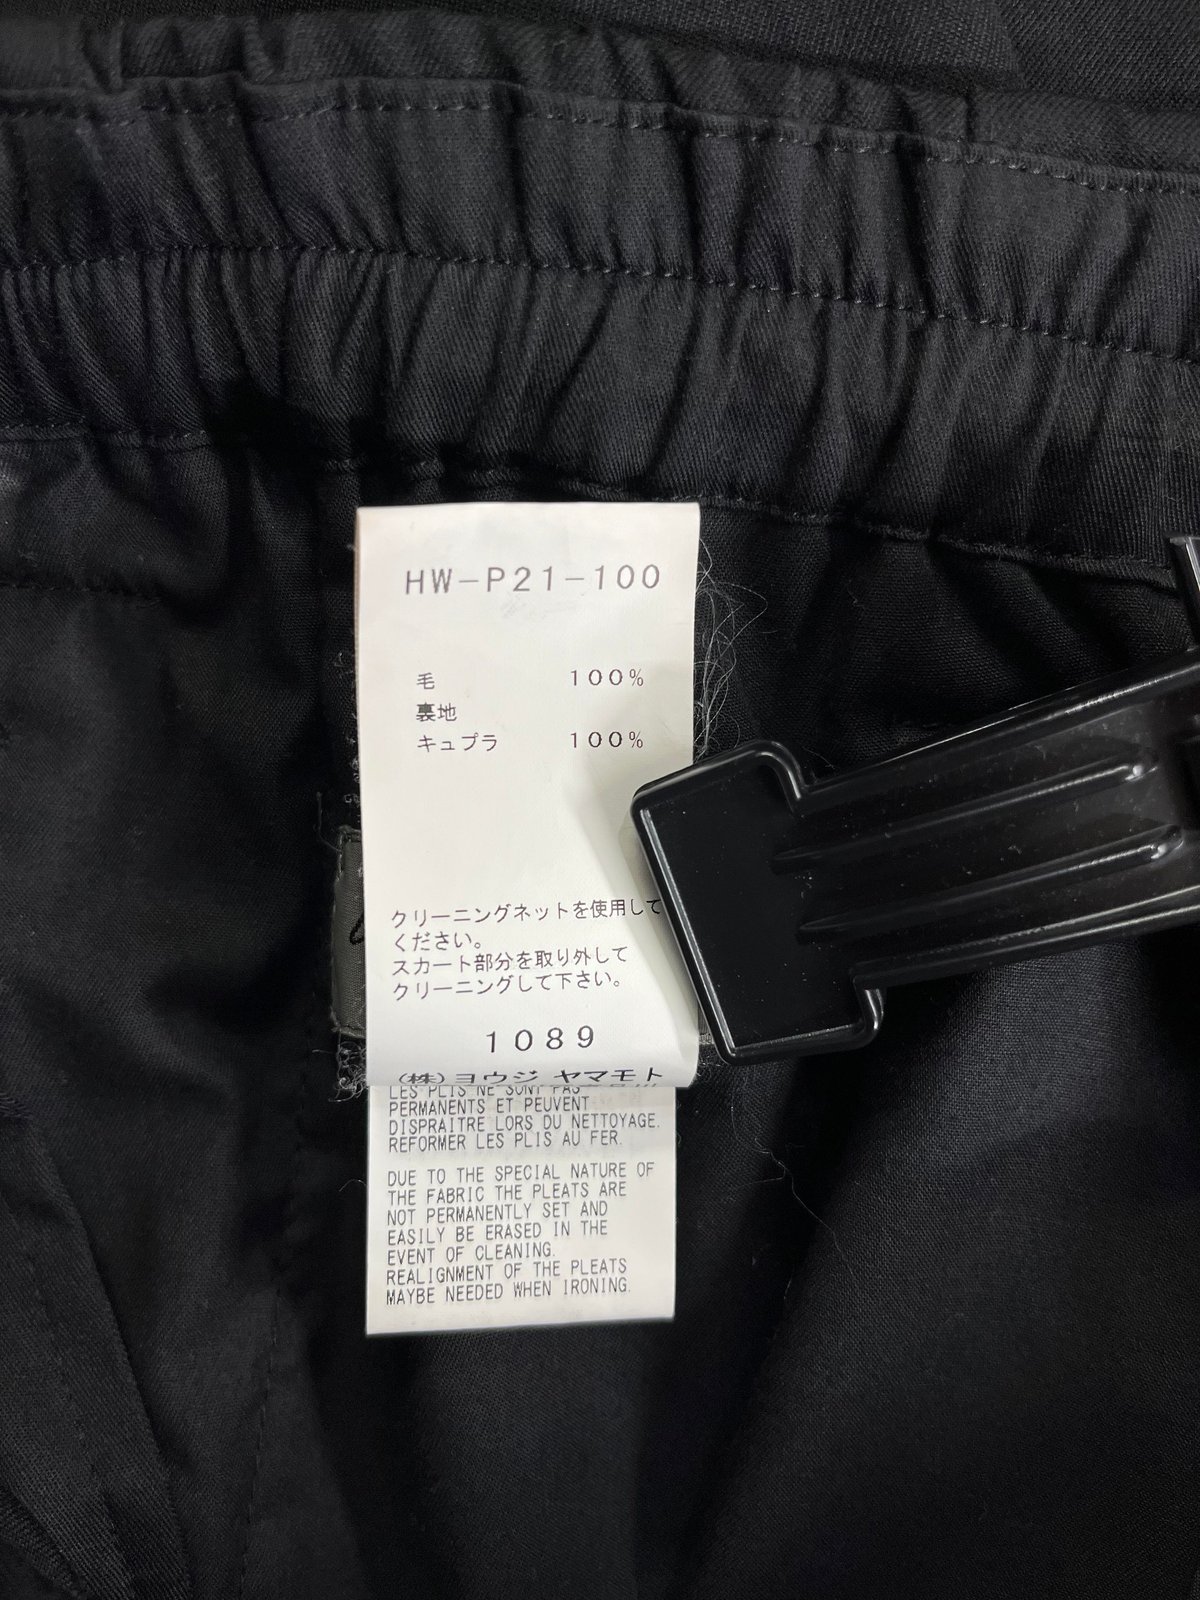 HW-P21-100
毛 100%
裏地
キュプラ 100%
クリーニングネットを使用して
ください。
スカート部分を取り外して
クリーニングして下さい。
1089
(株)ヨウジ ヤマモト
LES PLIS NE SONT PAS
PERMANENTS ET PEUVENT
DISPRAITRE LORS DU NETTOYAGE.
REFORMER LES PLIS AU FER.
DUE TO THE SPECIAL NATURE OF
THE FABRIC THE PLEATS ARE
NOT PERMANENTLY SET AND
EASILY BE ERASED IN THE
EVENT OF CLEANING.
REALIGNMENT OF THE PLEATS
MAYBE NEEDED WHEN IRONING.